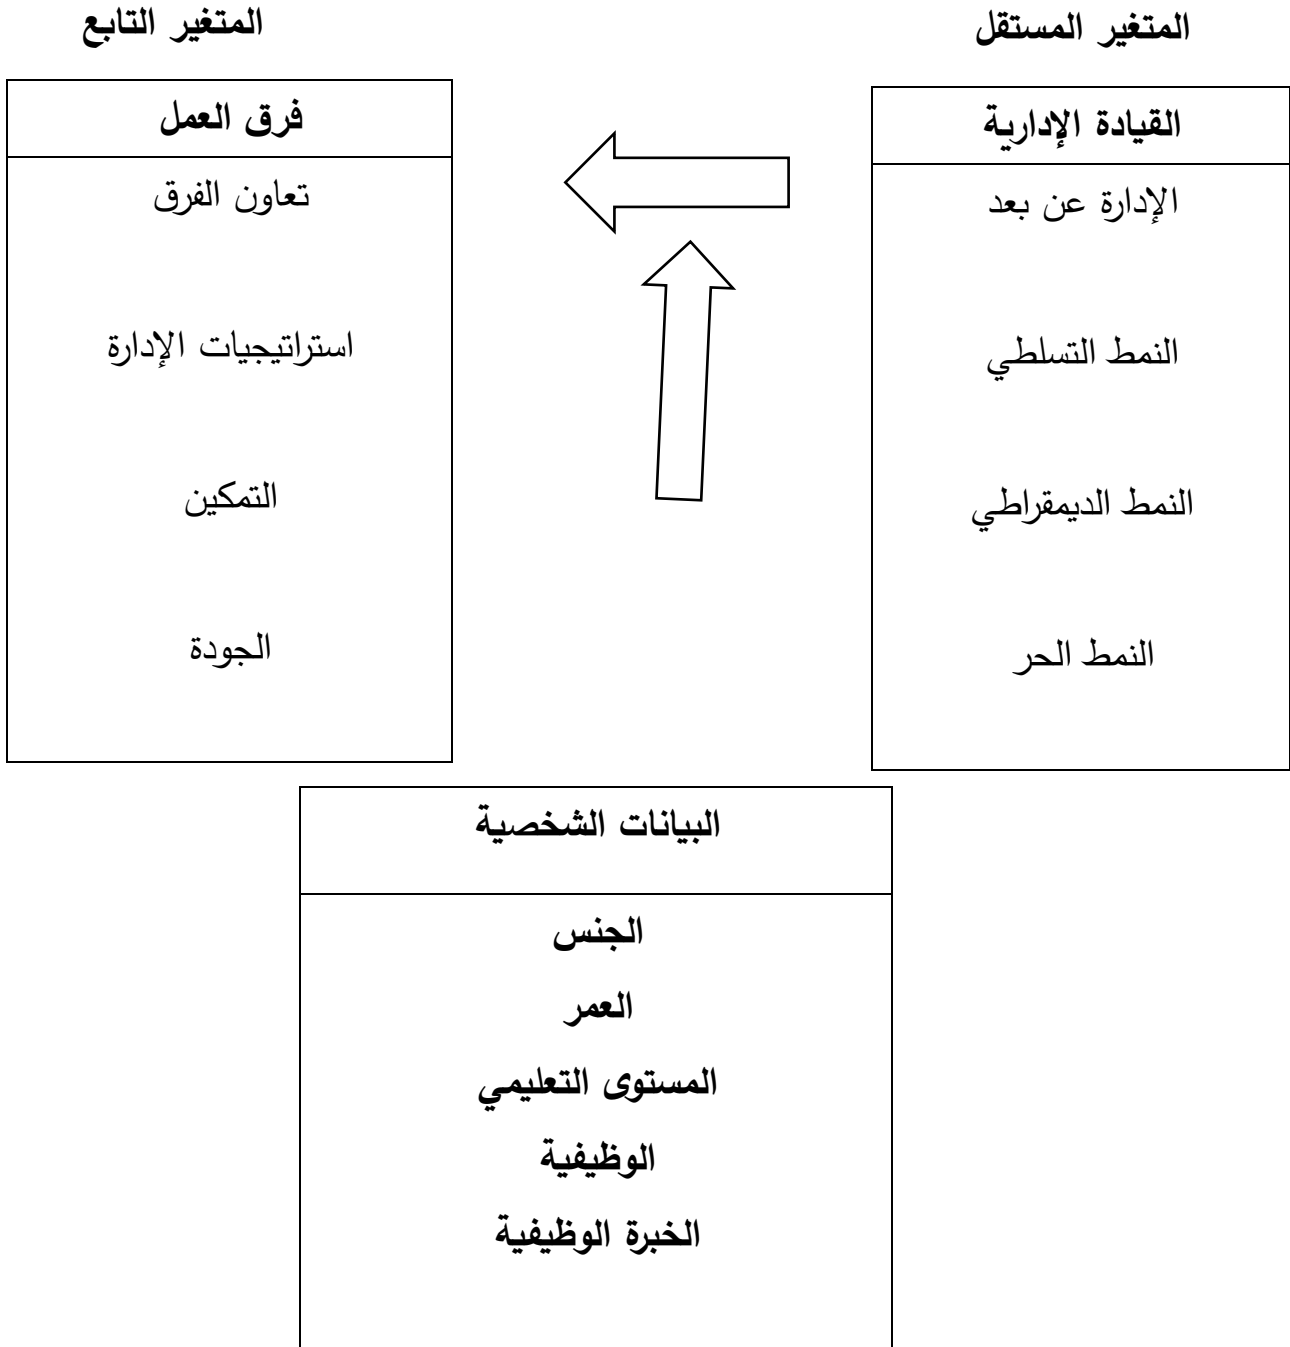 المتغير المستقل
المتغير التابع
القيادة الإدارية
الإدارة عن بعد
النمط التسلطي
النمط الديمقراطي
النمط الحر
فرق العمل
تعاون الفرق
استراتيجيات الإدارة
التمكين
الجودة
البيانات الشخصية
الجنس
العمر
المستوى التعليمي
الوظيفية
الخبرة الوظيفية